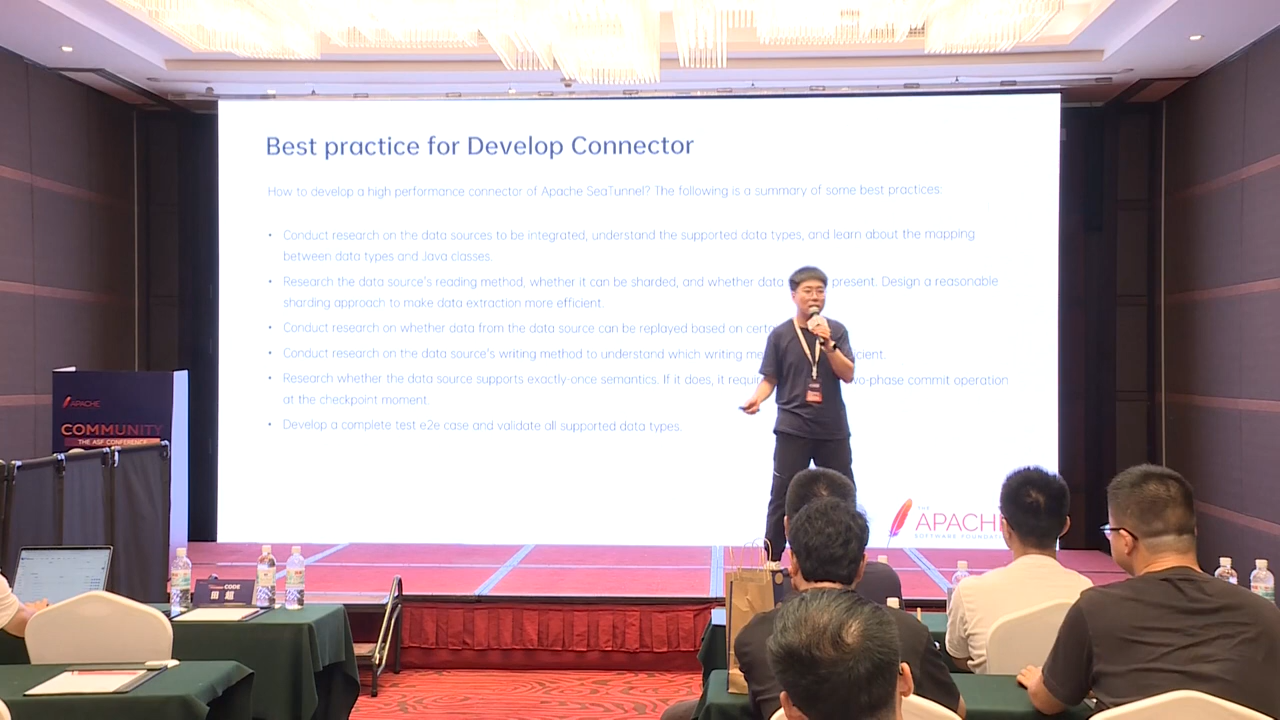 Best practice for Develop Connector
How to develop a high performance connector of Apache SeaTunnel? The following is a summary of some best practices:
• Conduct research on the data sources to be integrated, understand the supported data types, and learn about the mapping
between data types and Java classes.
• Research the data source's reading method, whether it can be sharded, and whether data present. Design a reasonable
sharding approach to make data extraction more efficient.
• Conduct research on whether data from the data source can be replayed based on
• Conduct research on the data source's writing method to understand which writing
• Research whether the data source supports exactly-once semantics. If it does, it two-phase commit operation
at the checkpoint moment.
• Develop a complete test e2e case and validate all supported data types.
APACHE
COMMUNITY
THE ASF CONFERENCE
THE
APACHE
SOFTWARE
CODE